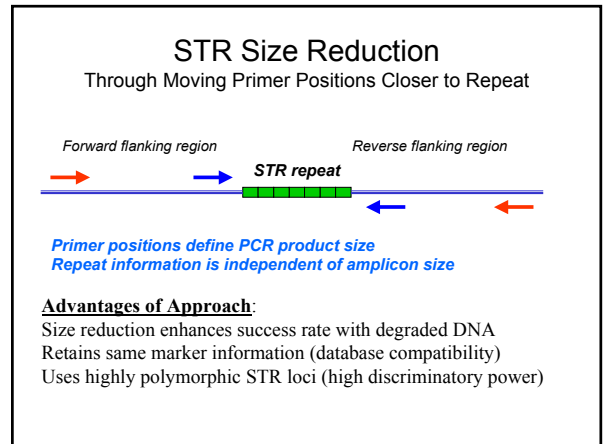 STR Size Reduction
Through Moving Primer Positions Closer to Repeat
Forward flanking region
Reverse flanking region
STR repeat
Primer positions define PCR product size
Repeat information is independent of amplicon size
Advantages of Approach:
Size reduction enhances success rate with degraded DNA
Retains same marker information (database compatibility)
Uses highly polymorphic STR loci (high discriminatory power)